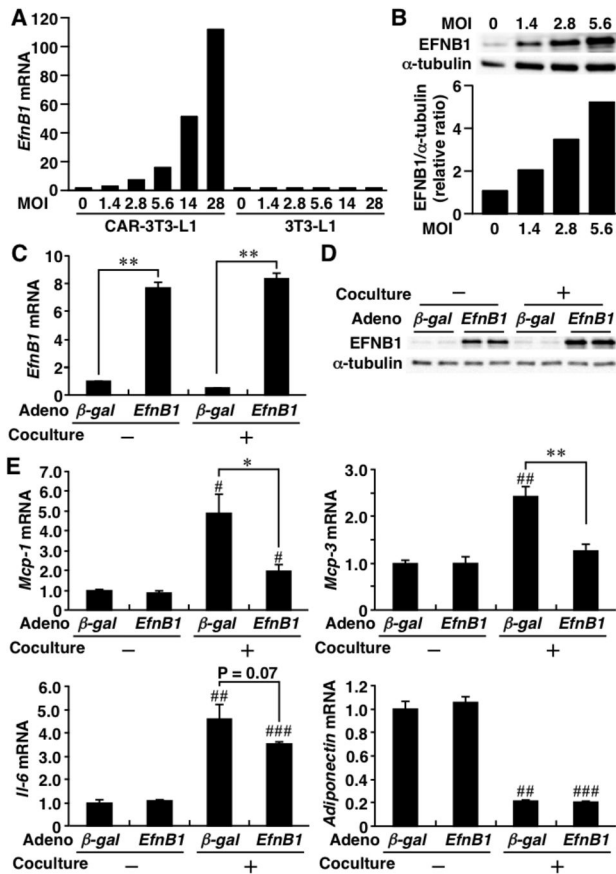 A
EfnB1 mRNA
120
100
80
60
40
20
0
MOI 0 1.4 2.8 5.6 14 28 0 1.4 2.8 5.6 14 28
CAR-3T3-L1 3T3-L1
B
MOI 0 1.4 2.8 5.6
EFNB1
α-tubulin
EFNB1/α-tubulin
(relative ratio)
6
4
2
0
0 1.4 2.8 5.6
MOI
C
EfnB1 mRNA
10
8
6
4
2
0
** **
Adeno β-gal EfnB1 β-gal EfnB1
Coculture − +
D
Coculture − +
Adeno β-gal EfnB1 β-gal EfnB1
EFNB1
α-tubulin
E
Mcp-1 mRNA
7.0
6.0
5.0
4.0
3.0
2.0
1.0
0
*
#
#
Adeno β-gal EfnB1 β-gal EfnB1
Coculture − +
Mcp-3 mRNA
3.0
2.0
1.0
0
**
##
Adeno β-gal EfnB1 β-gal EfnB1
Coculture − +
Il-6 mRNA
6.0
5.0
4.0
3.0
2.0
1.0
0
P = 0.07
##
###
Adeno β-gal EfnB1 β-gal EfnB1
Coculture − +
Adiponectin mRNA
1.2
1.0
0.8
0.6
0.4
0.2
0
## ###
Adeno β-gal EfnB1 β-gal EfnB1
Coculture − +